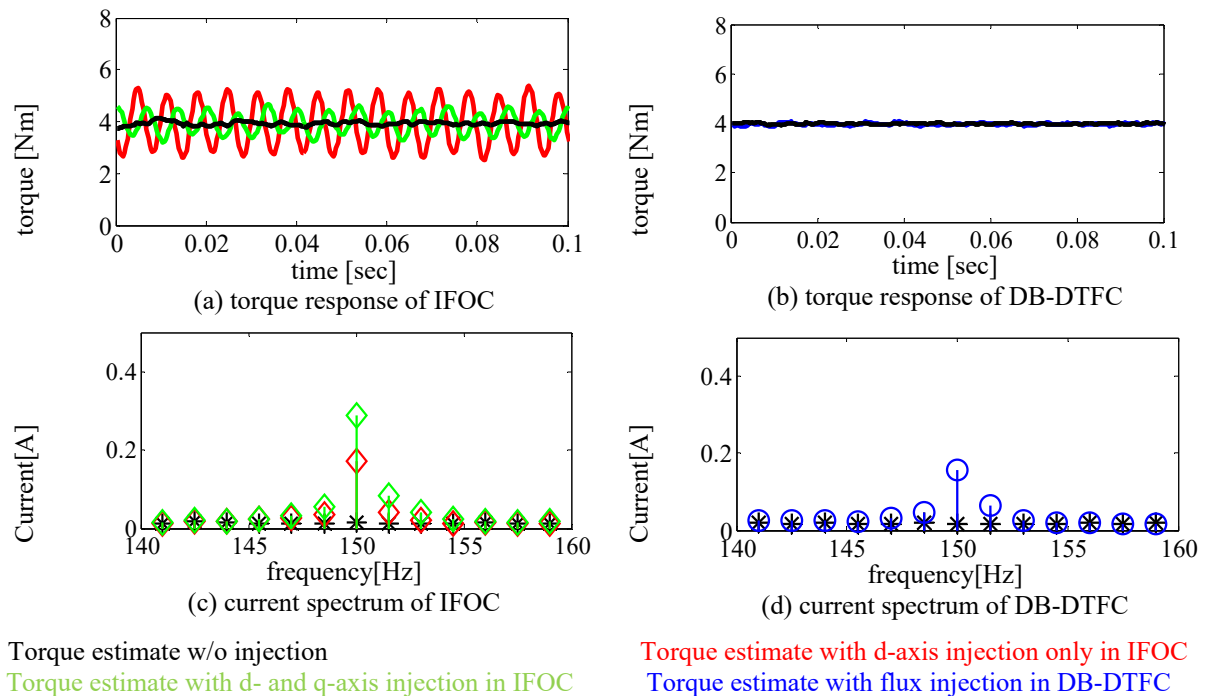 8
6
4
2
0
torque [Nm]
0
0.02
0.04
0.06
0.08
0.1
time [sec]
(a) torque response of IFOC
8
6
4
2
0
torque [Nm]
0
0.02
0.04
0.06
0.08
0.1
time [sec]
(b) torque response of DB-DTFC
0.4
0.2
0
Current[A]
140
145
150
155
160
frequency[Hz]
(c) current spectrum of IFOC
0.4
0.2
0
Current[A]
140
145
150
155
160
frequency[Hz]
(d) current spectrum of DB-DTFC
Torque estimate w/o injection
Torque estimate with d-axis injection only in IFOC
Torque estimate with d- and q-axis injection in IFOC
Torque estimate with flux injection in DB-DTFC